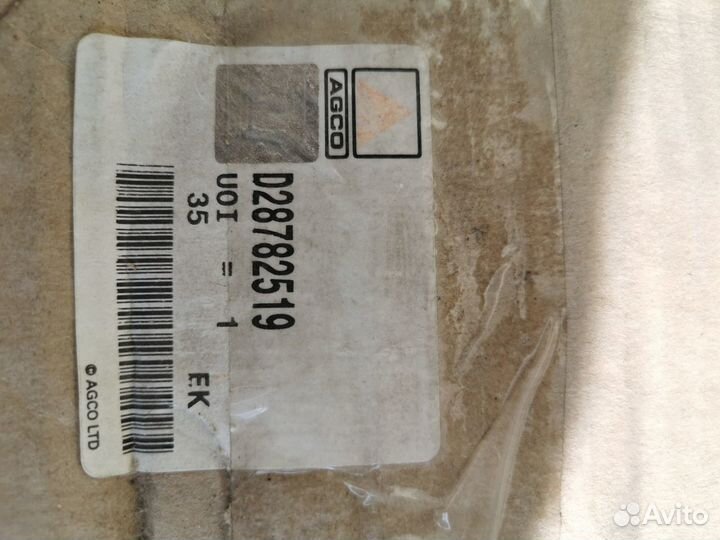 AGCO
D28782519
UOI = 1
35 EK
© AGCO LTD
Avito